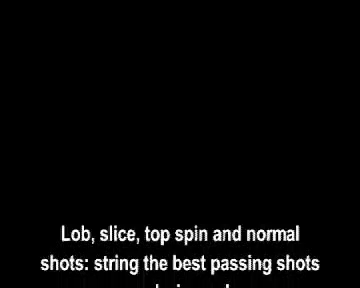 Lob, slice, top spin and normal
shots: string the best passing shots